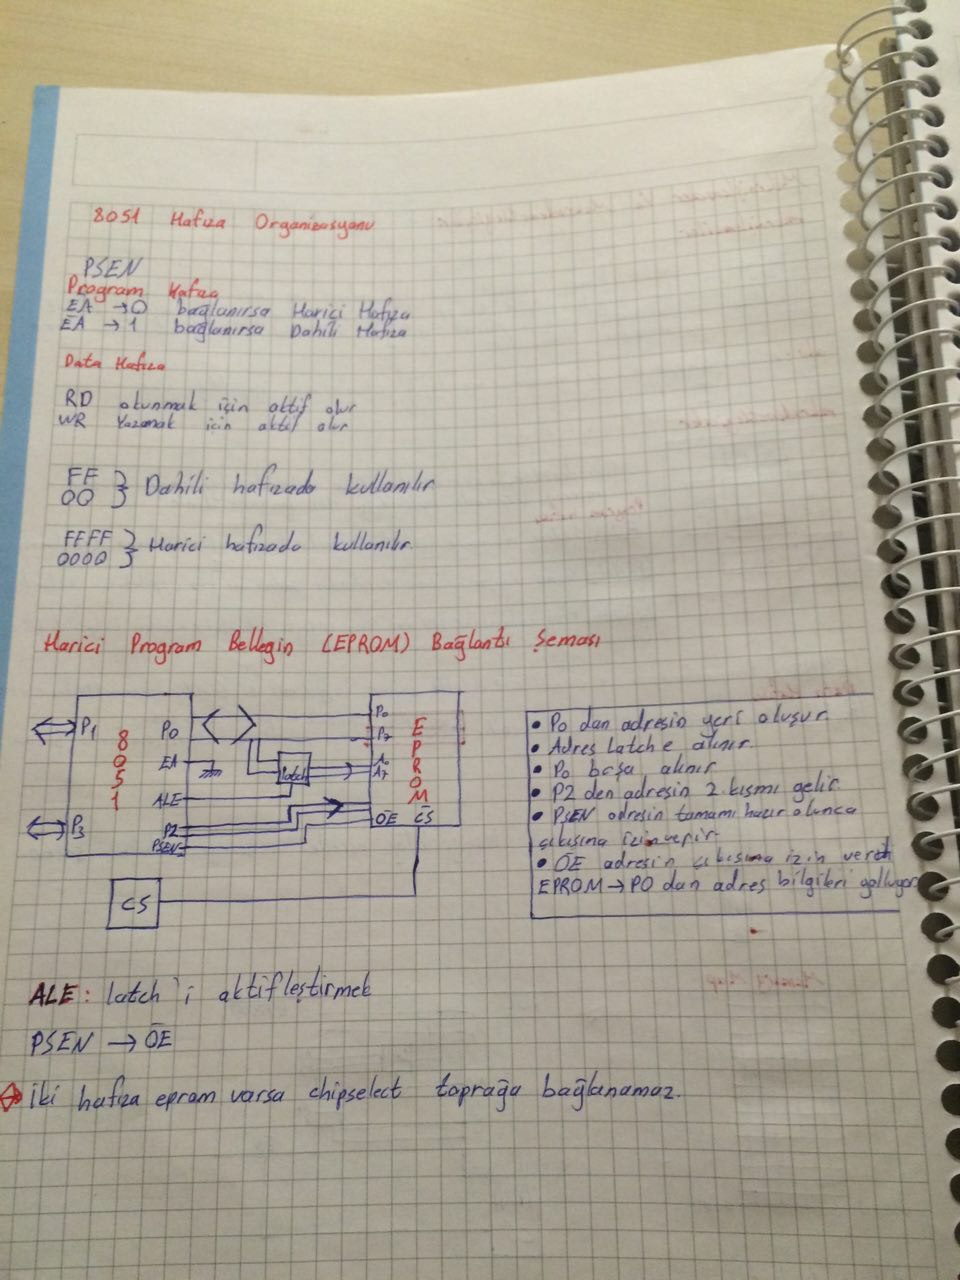 8051 Hafıza Organizasyonu
PSEN
Program Hafıza
EA → 0 bağlanırsa Harici Hafıza
EA → 1 bağlanırsa Dahili Hafıza
Data Hafıza
RD okunmak için aktif olur
WR Yazmak için aktif olur
FF
00 } Dahili hafızada kullanılır
FFFF
0000 } Harici hafızada kullanılır.
Harici Program Bellegin (EPROM) Bağlantı Şeması
P1
P3
8051
P0
EA
ALE
P2
PSEN
Latch
P0
P7
A0
A7
OE
CS
EPROM
CS
• P0 dan adresin yeri oluşur.
• Adres latch e alınır.
• P0 boşa alınır
• P2 den adresin 2. kısmı gelir.
• PSEN adresin tamamı hazır olunca
çıkışına izin verir.
• OE adresin çıkışına izin verdi
EPROM → P0 dan adres bilgileri yolluyor
ALE: latch'i aktifleştirmek
PSEN → OE
İki hafıza epram varsa chipselect toprağa bağlanamaz.